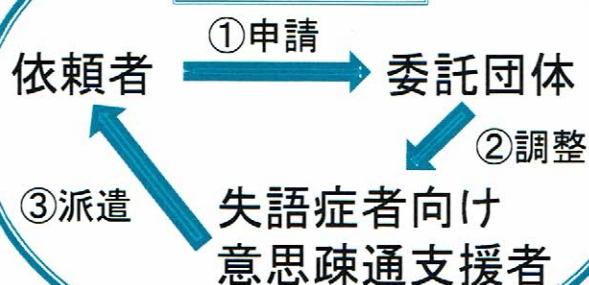 ①申請
依頼者
委託団体
②調整
③派遣
失語症者向け
意思疎通支援者